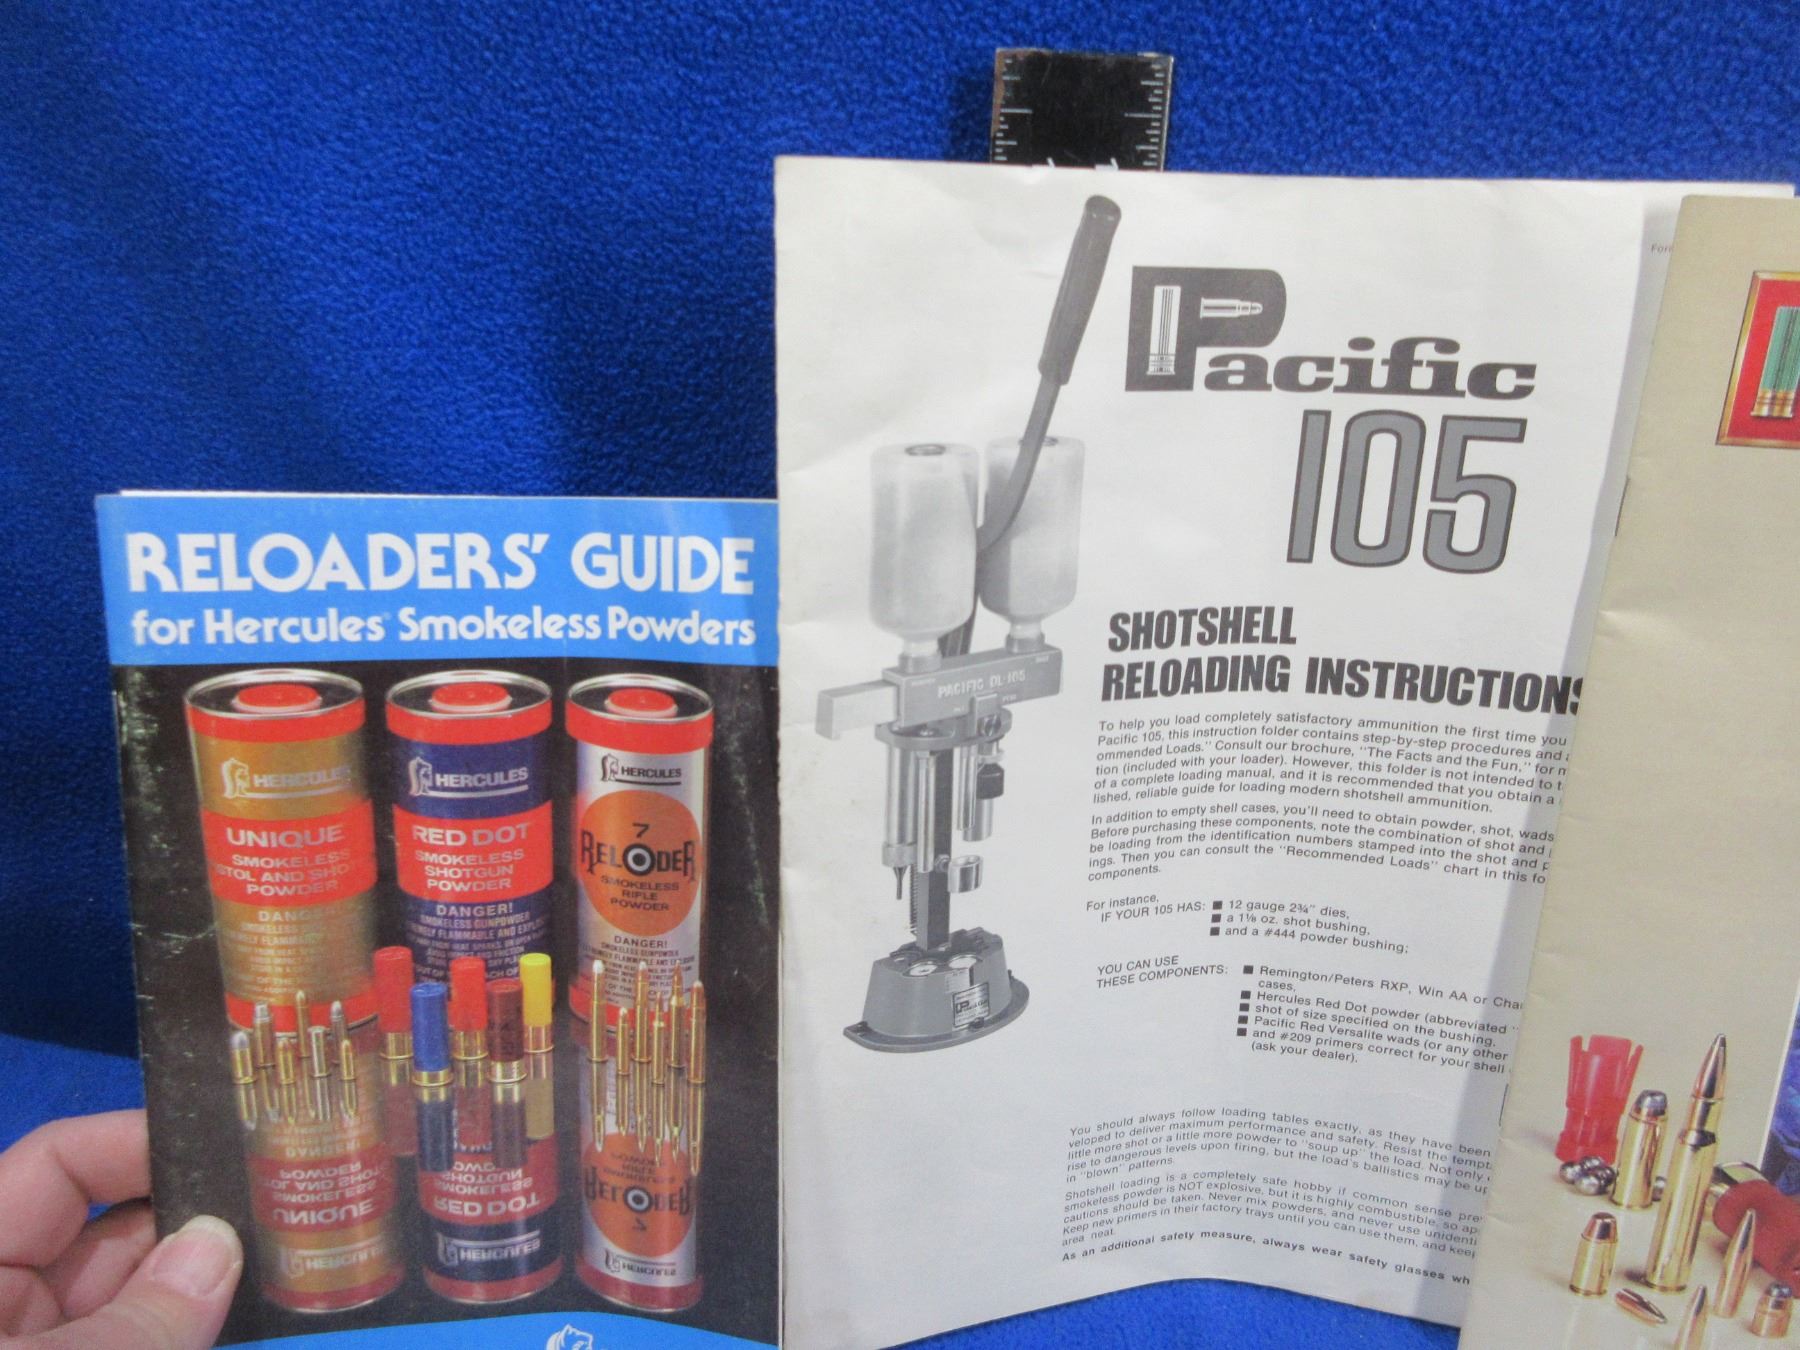 RELOADERS' GUIDE
for Hercules® Smokeless Powders
HERCULES
UNIQUE
SMOKELESS
POWDER
DANGER!
HERCULES
RED DOT
SMOKELESS
SHOTGUN
POWDER
DANGER!
SMOKELESS GUNPOWDER
HERCULES
7
RELODER
SMOKELESS
RIFLE
POWDER
DANGER!
Pacific
105
PACIFIC DL-105
SHOTSHELL
RELOADING INSTRUCTIONS
To help you load completely satisfactory ammunition the first time you
Pacific 105, this instruction folder contains step-by-step procedures and
ommended Loads." Consult our brochure, "The Facts and the Fun," for
tion (included with your loader). However, this folder is not intended to
of a complete loading manual, and it is recommended that you obtain a
lished, reliable guide for loading modern shotshell ammunition.
In addition to empty shell cases, you'll need to obtain powder, shot, wads
Before purchasing these components, note the combination of shot and
be loading from the identification numbers stamped into the shot and
ings. Then you can consult the "Recommended Loads" chart in this
components.
For instance,
IF YOUR 105 HAS: ■ 12 gauge 2¾" dies,
■ a 1⅛ oz. shot bushing,
■ and a #444 powder bushing;
YOU CAN USE
THESE COMPONENTS: ■ Remington/Peters RXP, Win AA or
cases,
■ Hercules Red Dot powder (abbreviated
■ shot of size specified on the bushing,
■ Pacific Red Versalite wads (or any other
■ and #209 primers correct for your shell
(ask your dealer).
You should always follow loading tables exactly, as they have been
veloped to deliver maximum performance and safety. Resist the
little more shot or a little more powder to "soup up" the load. Not only
rise to dangerous levels upon firing, but the load's ballistics may be
in "blown" patterns.
Shotshell loading is a completely safe hobby if common sense
smokeless powder is NOT explosive, but it is highly combustible, so
cautions should be taken. Never mix powders, and never use
Keep new primers in their factory trays until you can use them, and keep
area neat.
As an additional safety measure, always wear safety glasses